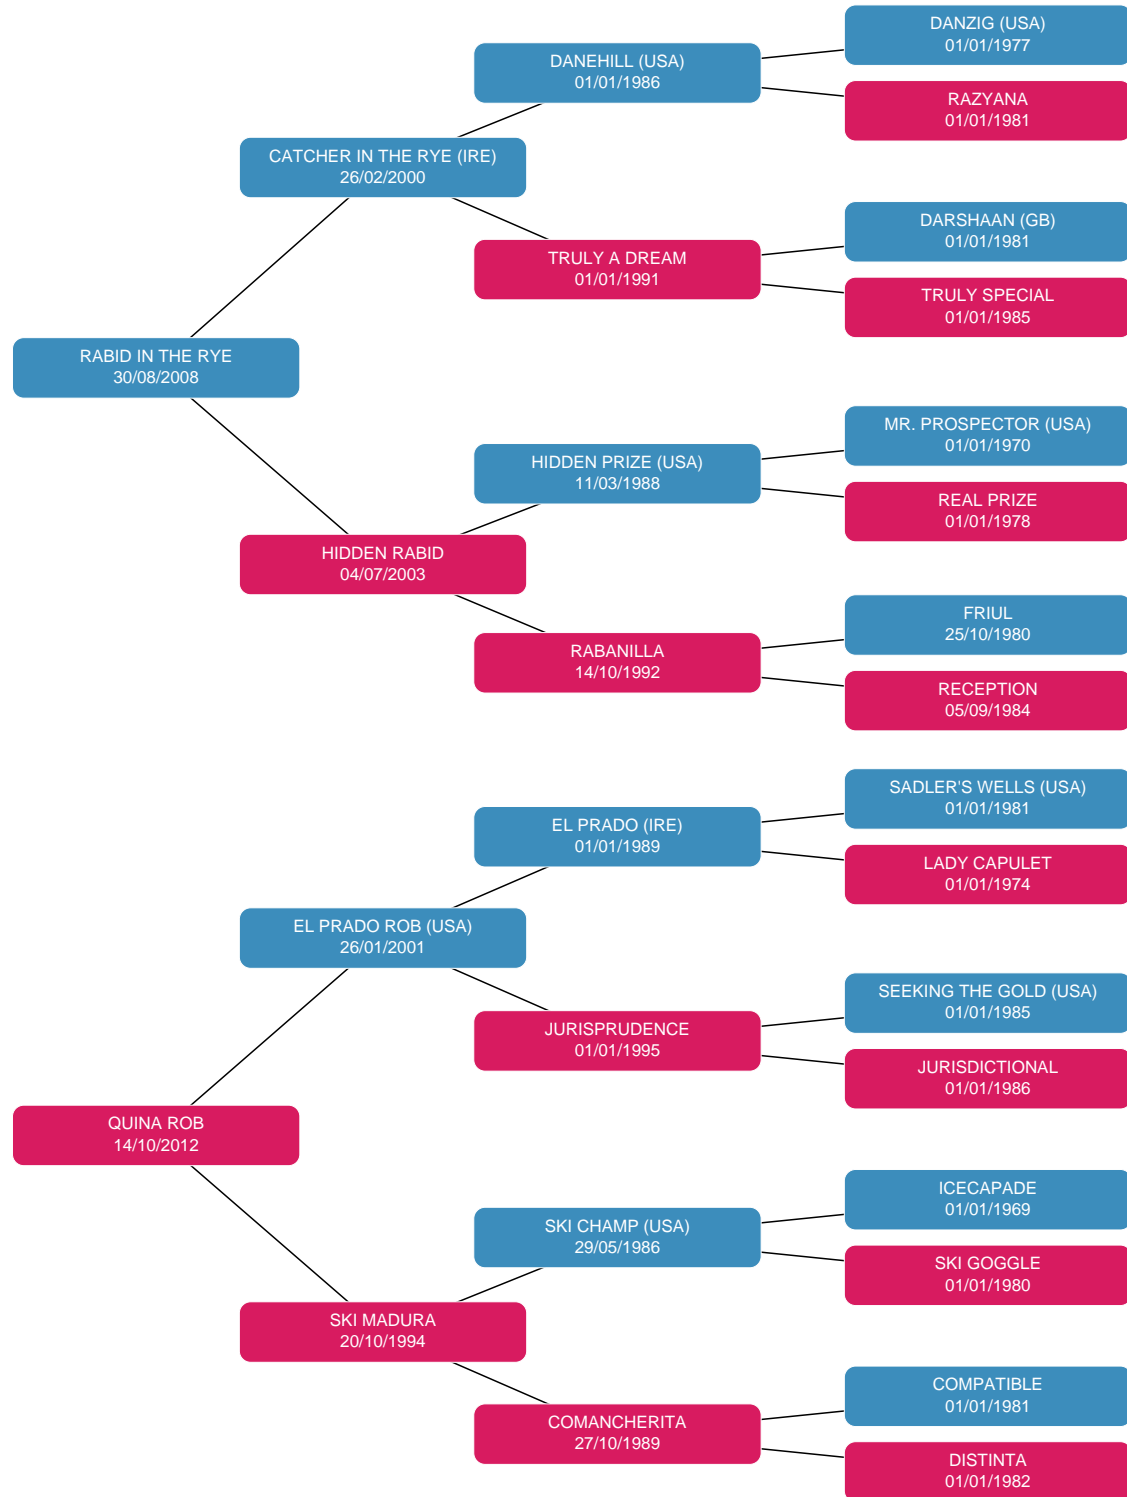 DANZIG (USA)
01/01/1977
DANEHILL (USA)
01/01/1986
RAZYANA
01/01/1981
CATCHER IN THE RYE (IRE)
26/02/2000
DARSHAAN (GB)
01/01/1981
TRULY A DREAM
01/01/1991
TRULY SPECIAL
01/01/1985
RABID IN THE RYE
30/08/2008
MR. PROSPECTOR (USA)
01/01/1970
HIDDEN PRIZE (USA)
11/03/1988
REAL PRIZE
01/01/1978
HIDDEN RABID
04/07/2003
FRIUL
25/10/1980
RABANILLA
14/10/1992
RECEPTION
05/09/1984
SADLER'S WELLS (USA)
01/01/1981
EL PRADO (IRE)
01/01/1989
LADY CAPULET
01/01/1974
EL PRADO ROB (USA)
26/01/2001
SEEKING THE GOLD (USA)
01/01/1985
JURISPRUDENCE
01/01/1995
JURISDICTIONAL
01/01/1986
QUINA ROB
14/10/2012
ICECAPADE
01/01/1969
SKI CHAMP (USA)
29/05/1986
SKI GOGGLE
01/01/1980
SKI MADURA
20/10/1994
COMPATIBLE
01/01/1981
COMANCHERITA
27/10/1989
DISTINTA
01/01/1982